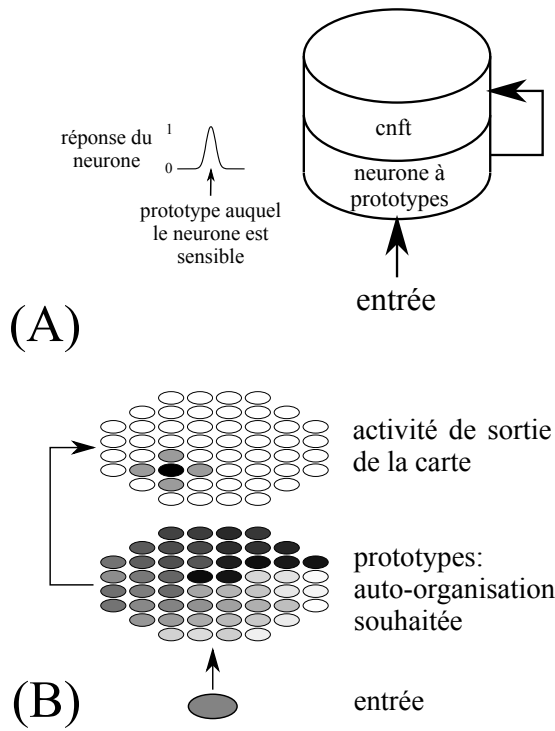 cnft
1
réponse du
neurone
0
neurone à
prototypes
prototype auquel
le neurone est
sensible
entrée
(A)
activité de sortie
de la carte
prototypes:
auto-organisation
souhaitée
(B)
entrée